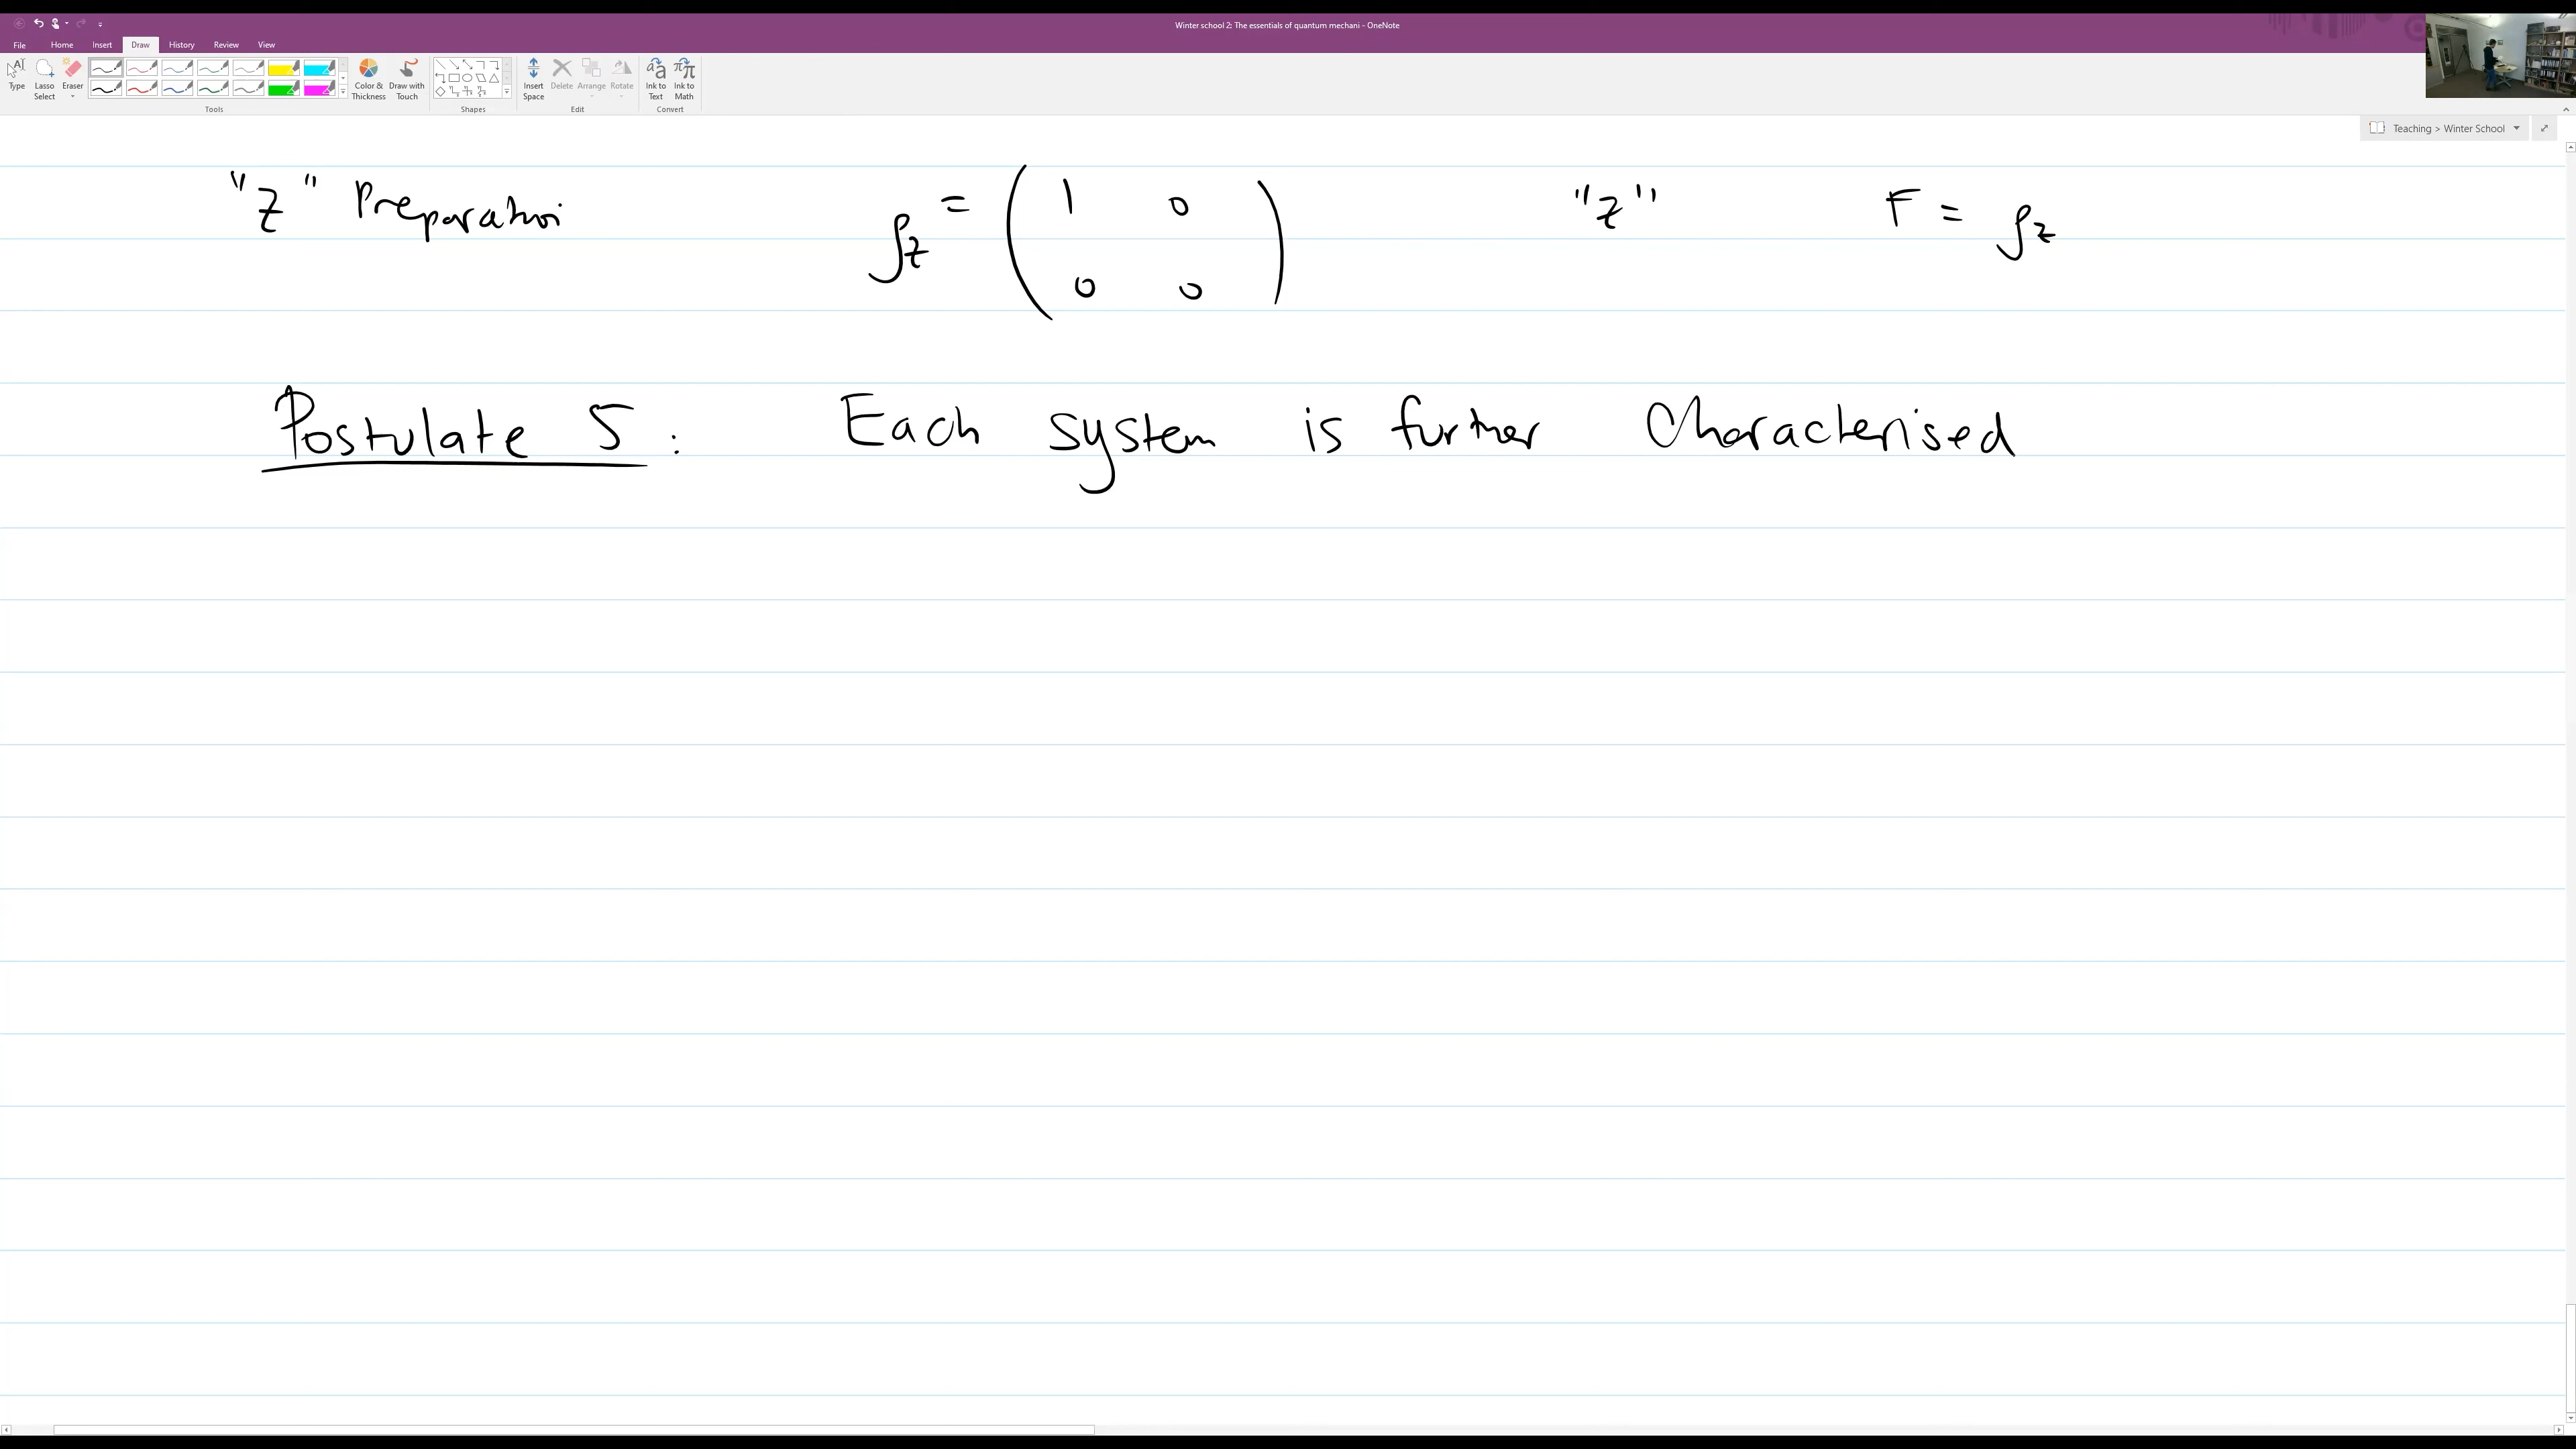 Winter school 2: The essentials of quantum mechani - OneNote
File Home Insert Draw History Review View
Type Lasso Select Eraser Color & Thickness Draw with Touch Insert Space Delete Arrange Rotate Ink to Text Ink to Math
Tools Shapes Edit Convert
Teaching > Winter School
"Z" Preparation ρz = ( 1 0 "Z" F = ρz
0 0 )
Postulate 5: Each system is further characterised